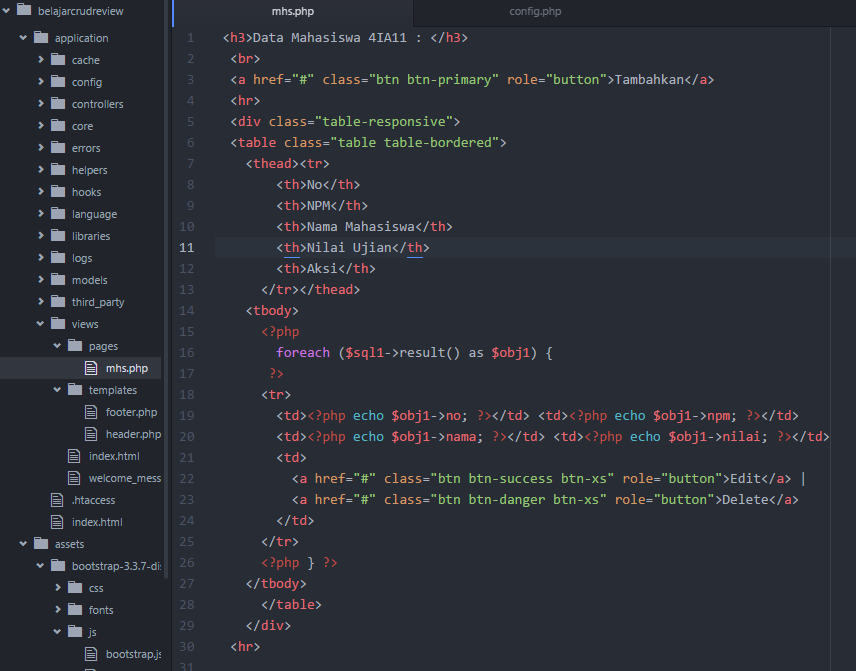 belajarcrudreview
application
cache
config
controllers
core
errors
helpers
hooks
language
libraries
logs
models
third_party
views
pages
mhs.php
templates
footer.php
header.php
index.html
welcome_mess
.htaccess
index.html
assets
bootstrap-3.3.7-di
css
fonts
js
bootstrap.js
mhs.php
config.php
1 <h3>Data Mahasiswa 4IA11 : </h3>
2 <br>
3 <a href="#" class="btn btn-primary" role="button">Tambahkan</a>
4 <hr>
5 <div class="table-responsive">
6 <table class="table table-bordered">
7 <thead><tr>
8 <th>No</th>
9 <th>NPM</th>
10 <th>Nama Mahasiswa</th>
11 <th>Nilai Ujian</th>
12 <th>Aksi</th>
13 </tr></thead>
14 <tbody>
15 <?php
16 foreach ($sql1->result() as $obj1) {
17 ?>
18 <tr>
19 <td><?php echo $obj1->no; ?></td> <td><?php echo $obj1->npm; ?></td>
20 <td><?php echo $obj1->nama; ?></td> <td><?php echo $obj1->nilai; ?></td>
21 <td>
22 <a href="#" class="btn btn-success btn-xs" role="button">Edit</a> |
23 <a href="#" class="btn btn-danger btn-xs" role="button">Delete</a>
24 </td>
25 </tr>
26 <?php } ?>
27 </tbody>
28 </table>
29 </div>
30 <hr>
31